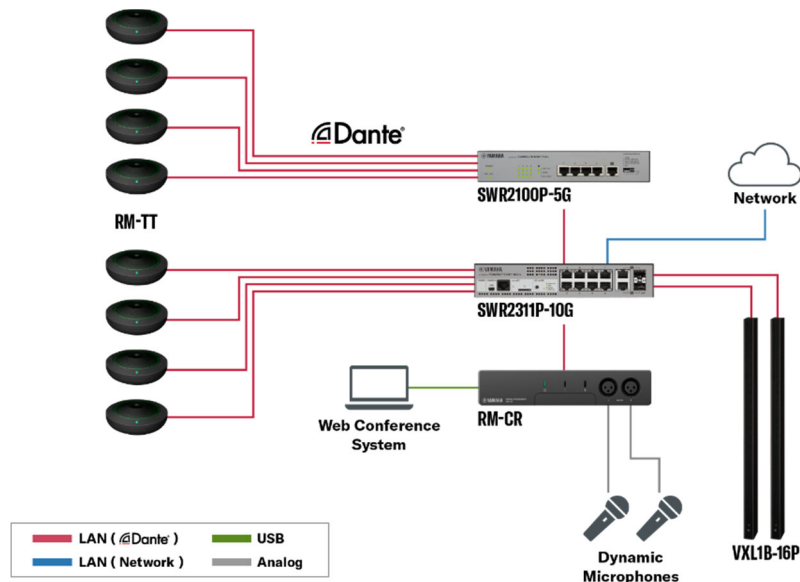 Dante®
SWR2100P-5G
Network
RM-TT
YAMAHA
SWR2311P-10G
Web Conference
System
RM-CR
Dynamic
Microphones
VXL1B-16P
LAN ( Dante® )
USB
LAN ( Network )
Analog